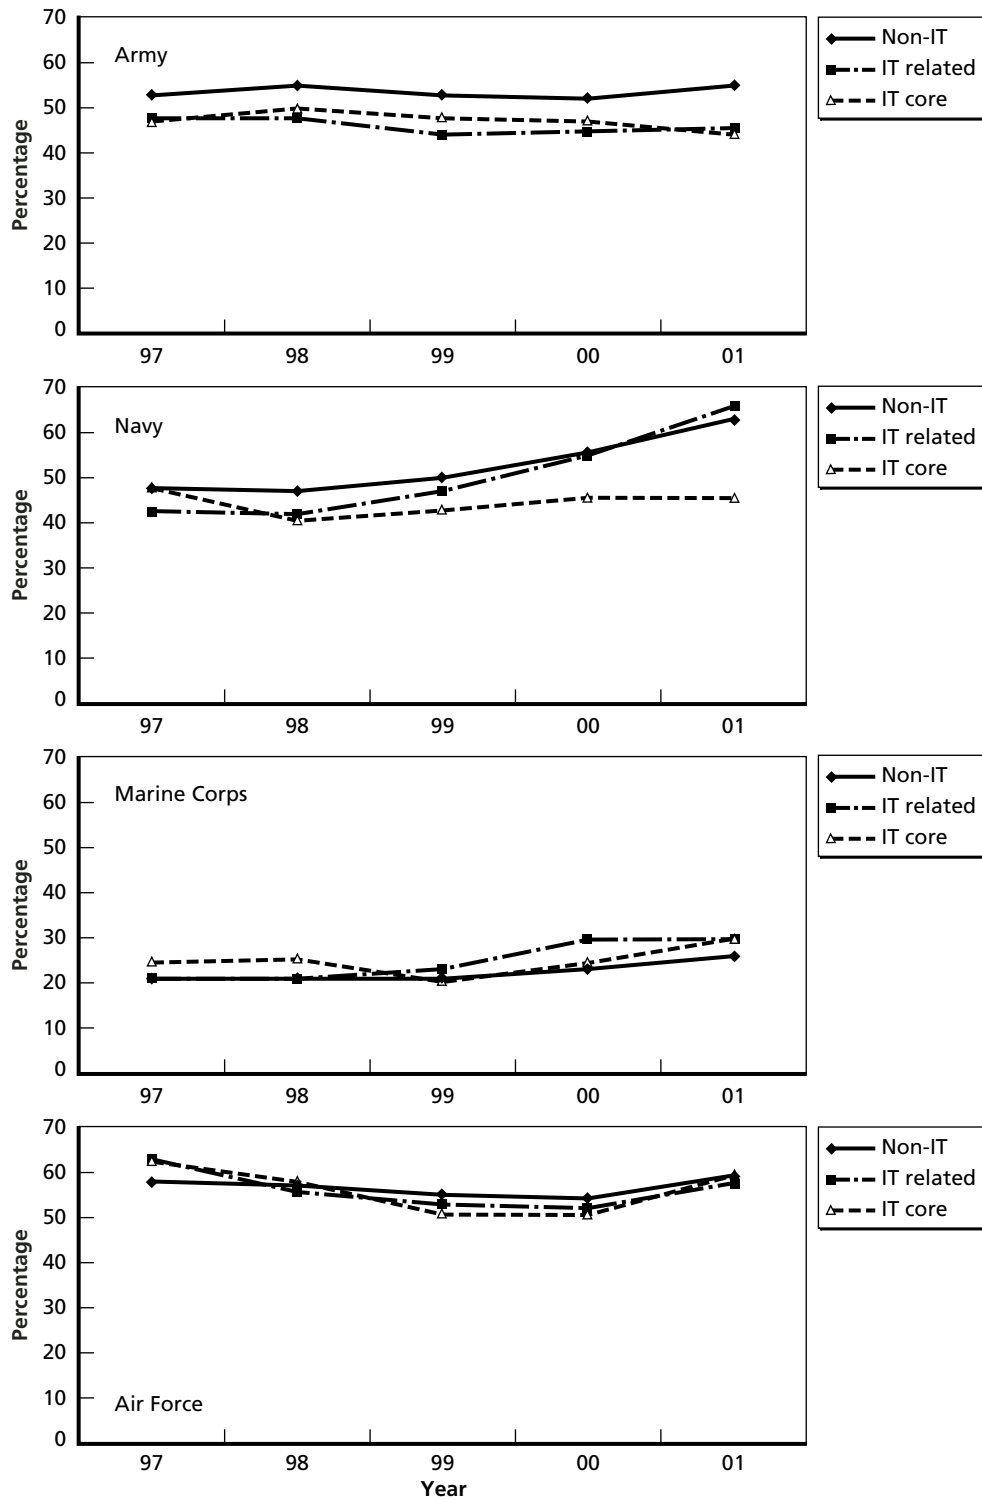 70
60
50
40
30
20
10
0
Percentage
Army
97 98 99 00 01
Non-IT
IT related
IT core
70
60
50
40
30
20
10
0
Percentage
Navy
97 98 99 00 01
Non-IT
IT related
IT core
70
60
50
40
30
20
10
0
Percentage
Marine Corps
97 98 99 00 01
Non-IT
IT related
IT core
70
60
50
40
30
20
10
0
Percentage
Air Force
97 98 99 00 01
Year
Non-IT
IT related
IT core